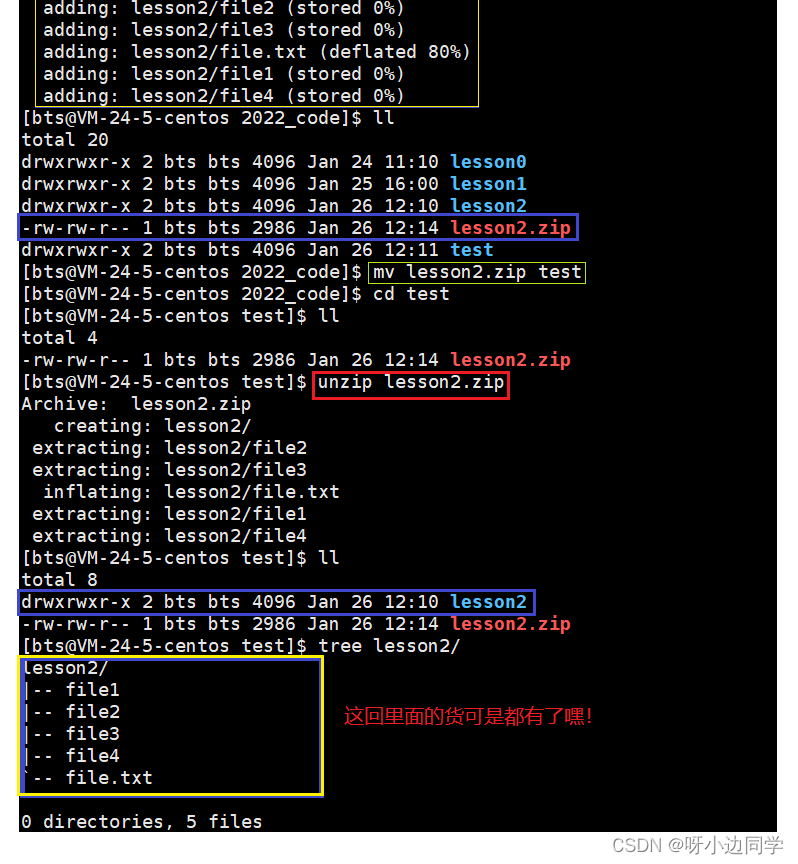 adding: lesson2/file2 (stored 0%)
adding: lesson2/file3 (stored 0%)
adding: lesson2/file.txt (deflated 80%)
adding: lesson2/file1 (stored 0%)
adding: lesson2/file4 (stored 0%)
[bts@VM-24-5-centos 2022_code]$ ll
total 20
drwxrwxr-x 2 bts bts 4096 Jan 24 11:10 lesson0
drwxrwxr-x 2 bts bts 4096 Jan 25 16:00 lesson1
drwxrwxr-x 2 bts bts 4096 Jan 26 12:10 lesson2
-rw-rw-r-- 1 bts bts 2986 Jan 26 12:14 lesson2.zip
drwxrwxr-x 2 bts bts 4096 Jan 26 12:11 test
[bts@VM-24-5-centos 2022_code]$ mv lesson2.zip test
[bts@VM-24-5-centos 2022_code]$ cd test
[bts@VM-24-5-centos test]$ ll
total 4
-rw-rw-r-- 1 bts bts 2986 Jan 26 12:14 lesson2.zip
[bts@VM-24-5-centos test]$ unzip lesson2.zip
Archive:  lesson2.zip
   creating: lesson2/
 extracting: lesson2/file2
 extracting: lesson2/file3
  inflating: lesson2/file.txt
 extracting: lesson2/file1
 extracting: lesson2/file4
[bts@VM-24-5-centos test]$ ll
total 8
drwxrwxr-x 2 bts bts 4096 Jan 26 12:10 lesson2
-rw-rw-r-- 1 bts bts 2986 Jan 26 12:14 lesson2.zip
[bts@VM-24-5-centos test]$ tree lesson2/
lesson2/
|-- file1
|-- file2
|-- file3
|-- file4
`-- file.txt
这回里面的货可是都有了嘿!
0 directories, 5 files
CSDN @呀小边同学